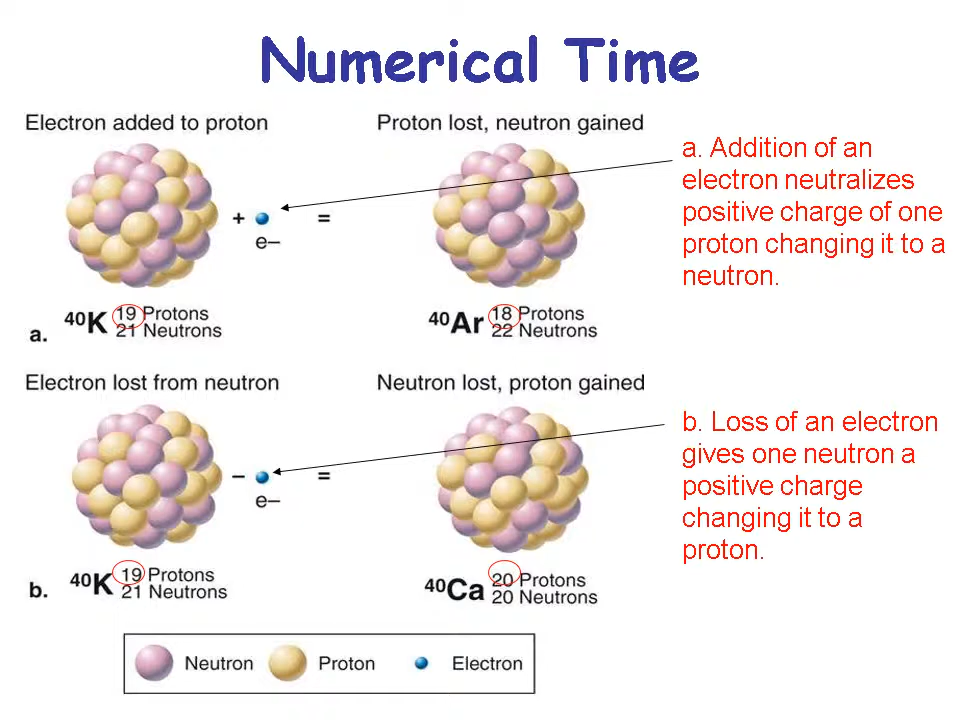 Numerical Time
Electron added to proton
Proton lost, neutron gained
+
e–
=
a. Addition of an
electron neutralizes
positive charge of one
proton changing it to a
neutron.
a.
40K 19 Protons
21 Neutrons
40Ar 18 Protons
22 Neutrons
Electron lost from neutron
Neutron lost, proton gained
–
e–
=
b. Loss of an electron
gives one neutron a
positive charge
changing it to a
proton.
b.
40K 19 Protons
21 Neutrons
40Ca 20 Protons
20 Neutrons
Neutron
Proton
Electron